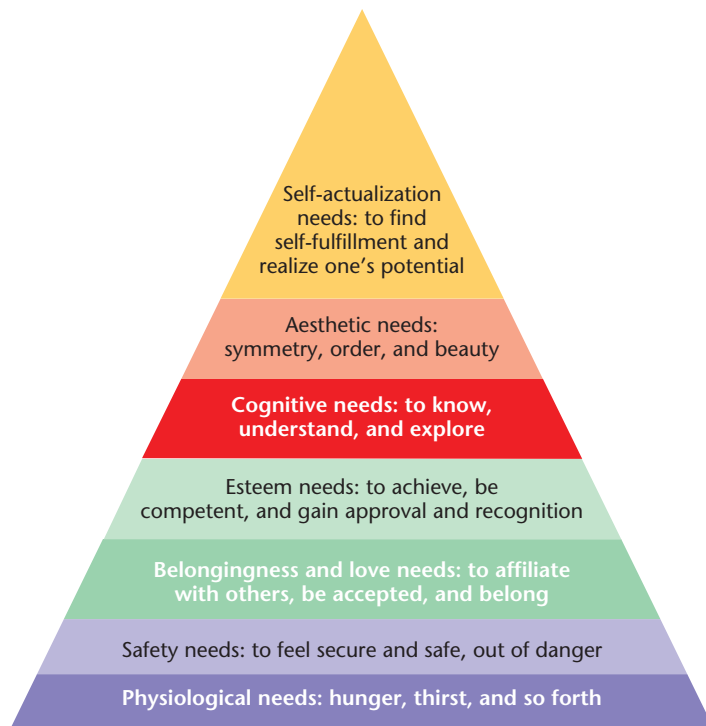 Self-actualization
needs: to find
self-fulfillment and
realize one’s potential
Aesthetic needs:
symmetry, order, and beauty
Cognitive needs: to know,
understand, and explore
Esteem needs: to achieve, be
competent, and gain approval and recognition
Belongingness and love needs: to affiliate
with others, be accepted, and belong
Safety needs: to feel secure and safe, out of danger
Physiological needs: hunger, thirst, and so forth